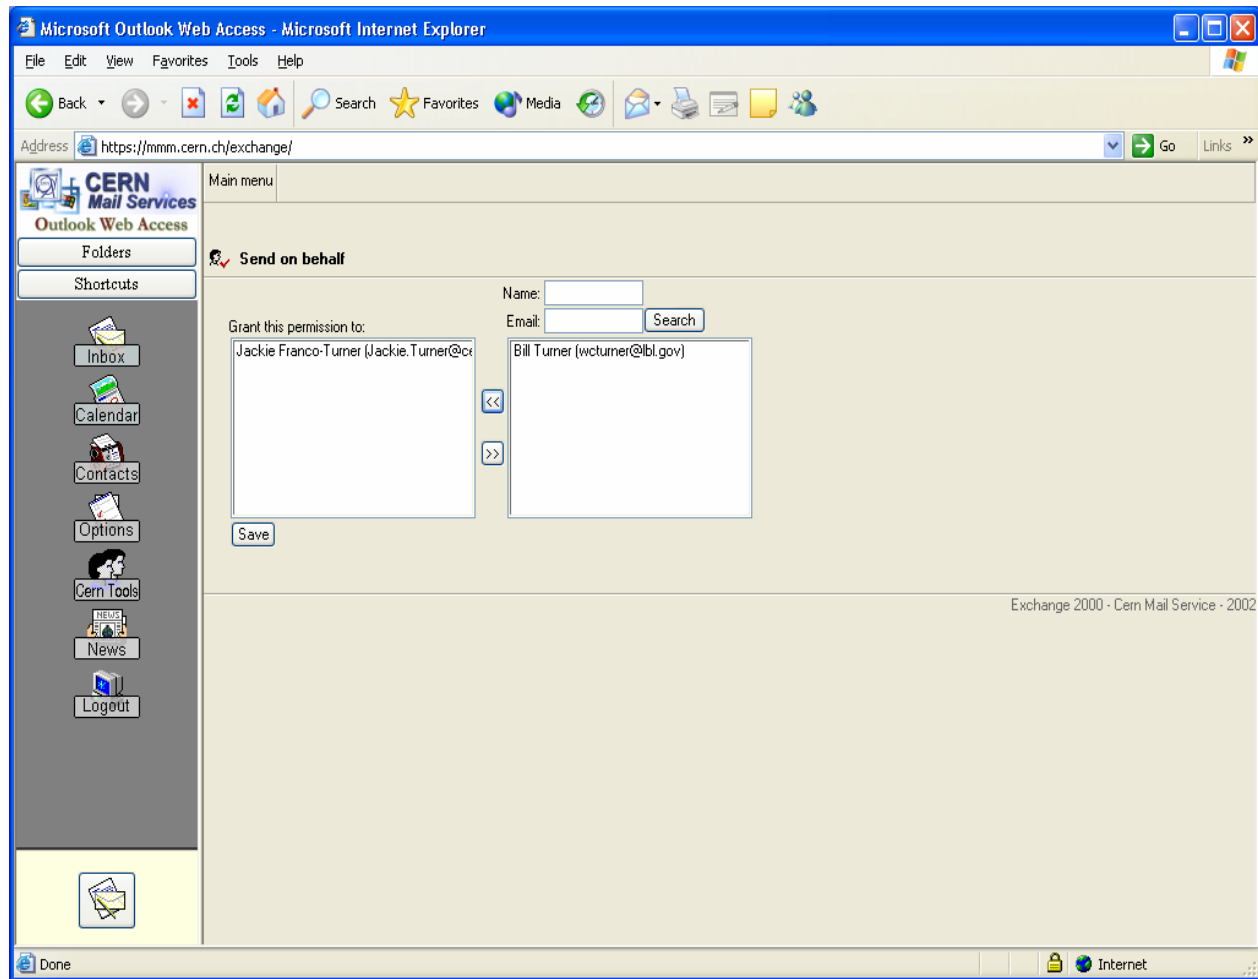 Microsoft Outlook Web Access - Microsoft Internet Explorer
File Edit View Favorites Tools Help
Back Search Favorites Media
Address https://mmm.cern.ch/exchange/ Go Links »
CERN
Mail Services
Outlook Web Access
Folders
Shortcuts
Inbox
Calendar
Contacts
Options
Cern Tools
NEWS
News
Logout
Main menu
Send on behalf
Name:
Email: Search
Grant this permission to:
Jackie Franco-Turner (Jackie.Turner@ce
Bill Turner (wcturner@lbl.gov)
<<
>>
Save
Exchange 2000 - Cern Mail Service - 2002
Done Internet